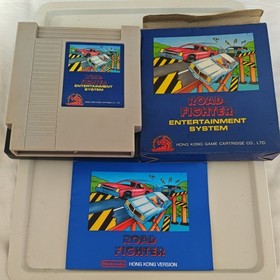 ROAD
FIGHTER
ENTERTAINMENT
SYSTEM
ROAD
FIGHTER
ENTERTAINMENT
SYSTEM
HONG KONG GAME CARTRIDGE CO., LTD.
ROAD
FIGHTER
Nintendo
HONG KONG VERSION